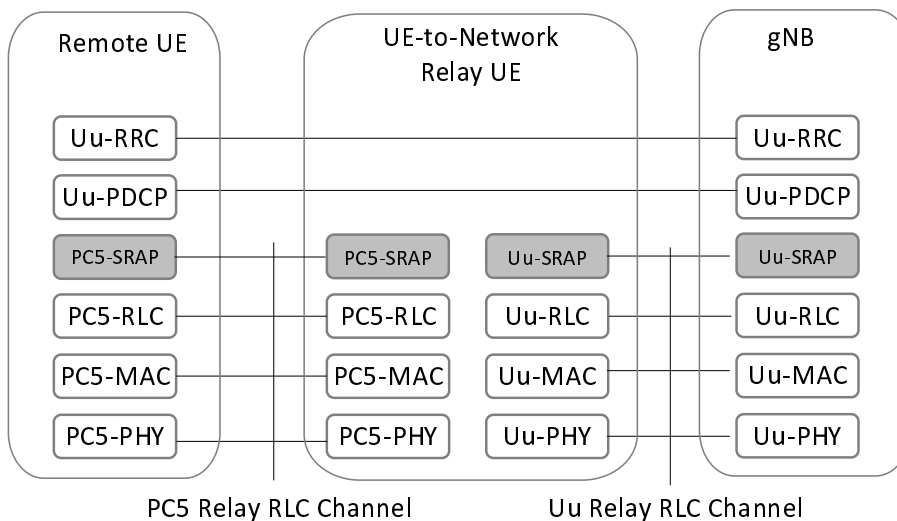 Remote UE
UE-to-Network
Relay UE
gNB
Uu-RRC
Uu-RRC
Uu-PDCP
Uu-PDCP
PC5-SRAP
PC5-SRAP
Uu-SRAP
Uu-SRAP
PC5-RLC
PC5-RLC
Uu-RLC
Uu-RLC
PC5-MAC
PC5-MAC
Uu-MAC
Uu-MAC
PC5-PHY
PC5-PHY
Uu-PHY
Uu-PHY
PC5 Relay RLC Channel
Uu Relay RLC Channel